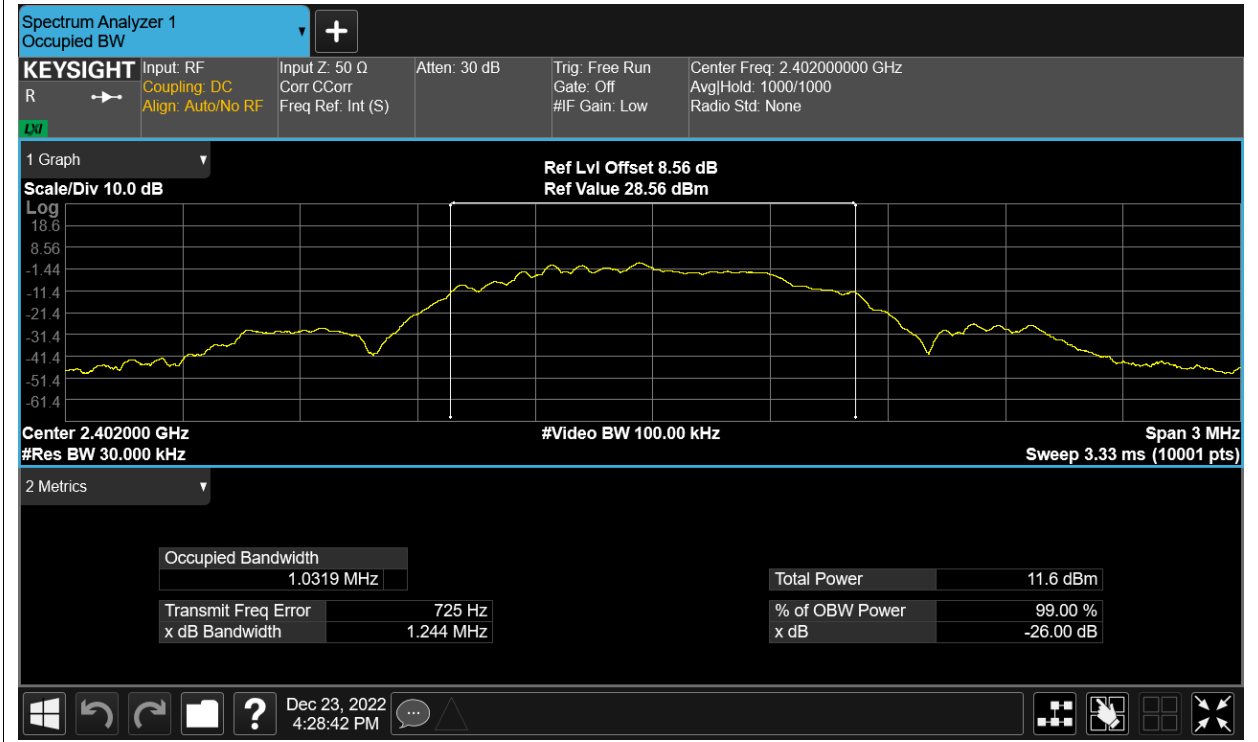 Spectrum Analyzer 1
Occupied BW
KEYSIGHT
R
LXI
Input: RF
Coupling: DC
Align: Auto/No RF
Input Z: 50 Ω
Corr CCorr
Freq Ref: Int (S)
Atten: 30 dB
Trig: Free Run
Gate: Off
#IF Gain: Low
Center Freq: 2.402000000 GHz
Avg|Hold: 1000/1000
Radio Std: None
1 Graph
Scale/Div 10.0 dB
Ref Lvl Offset 8.56 dB
Ref Value 28.56 dBm
Log
18.6
8.56
-1.44
-11.4
-21.4
-31.4
-41.4
-51.4
-61.4
Center 2.402000 GHz
#Video BW 100.00 kHz
Span 3 MHz
#Res BW 30.000 kHz
Sweep 3.33 ms (10001 pts)
2 Metrics
Occupied Bandwidth
1.0319 MHz
Total Power 11.6 dBm
Transmit Freq Error 725 Hz
% of OBW Power 99.00 %
x dB Bandwidth 1.244 MHz
x dB -26.00 dB
?
Dec 23, 2022
4:28:42 PM